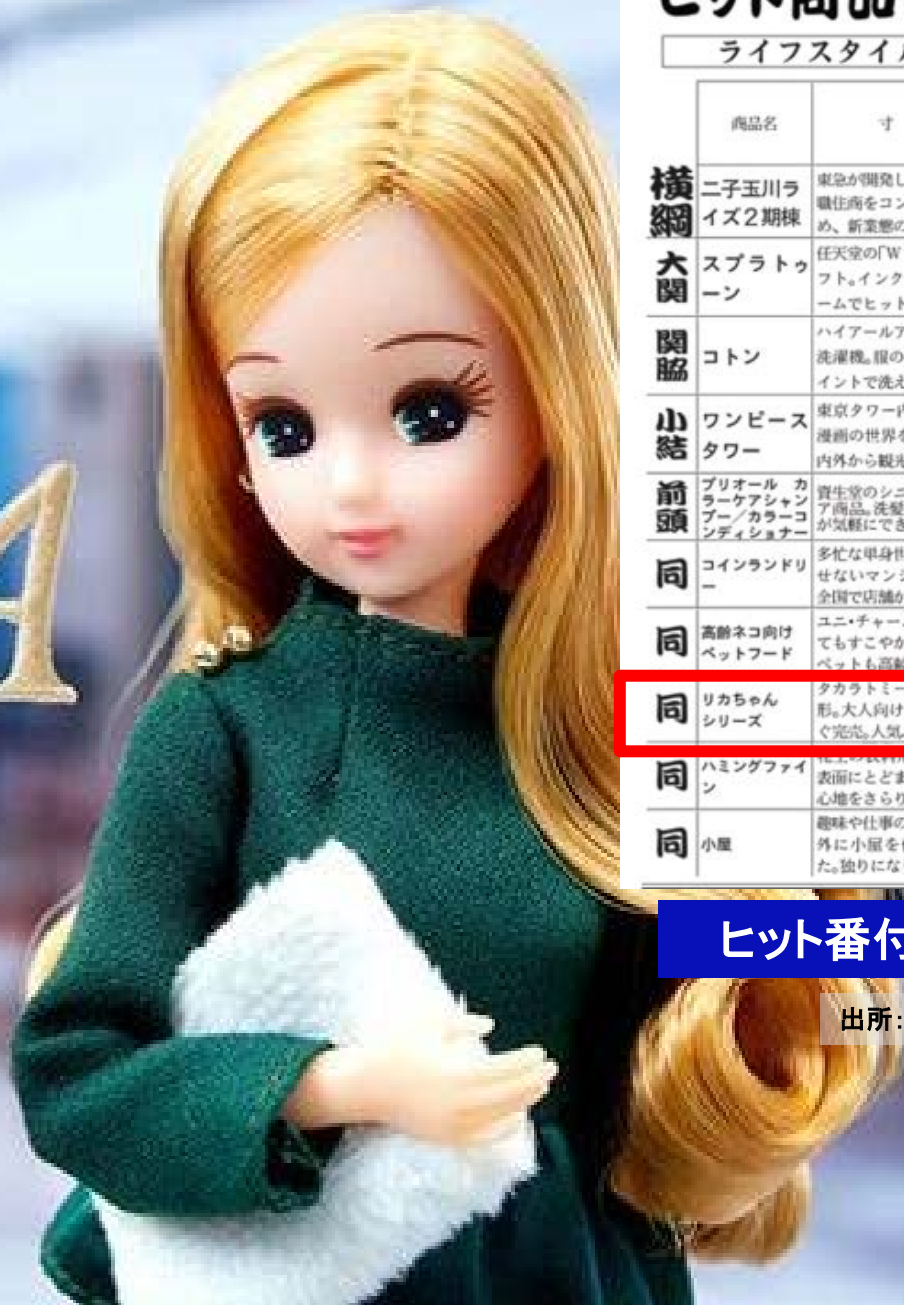 A
ヒット商品
ライフスタイル
商品名
寸
横綱
二子玉川ラ
イズ2期棟
東急が開発し
職住商をコン
め、新業態の
大関
スプラトゥ
ーン
任天堂の「W
フト。インク
ームでヒット
関脇
コトン
ハイアールア
洗濯機。服の
イントで洗え
小結
ワンピース
タワー
東京タワー内
漫画の世界を
内外から観光
前頭
プリオール カ
ラーケアシャン
プー/カラーコ
ンディショナー
資生堂のシニ
ア商品。洗髪
が気軽にでき
同
コインランドリ
ー
多忙な単身世
せないマンシ
全国で店舗が
同
高齢ネコ向け
ペットフード
ユニ・チャー
てもすこやか
ペットも高齢
同
リカちゃん
シリーズ
タカラトミー
形。大人向け
ぐ完売。人気
同
ハミングファイ
ン
表面にとどま
心地をさらり
同
小屋
趣味や仕事の
外に小屋を
た。独りにな
ヒット番付
出所: